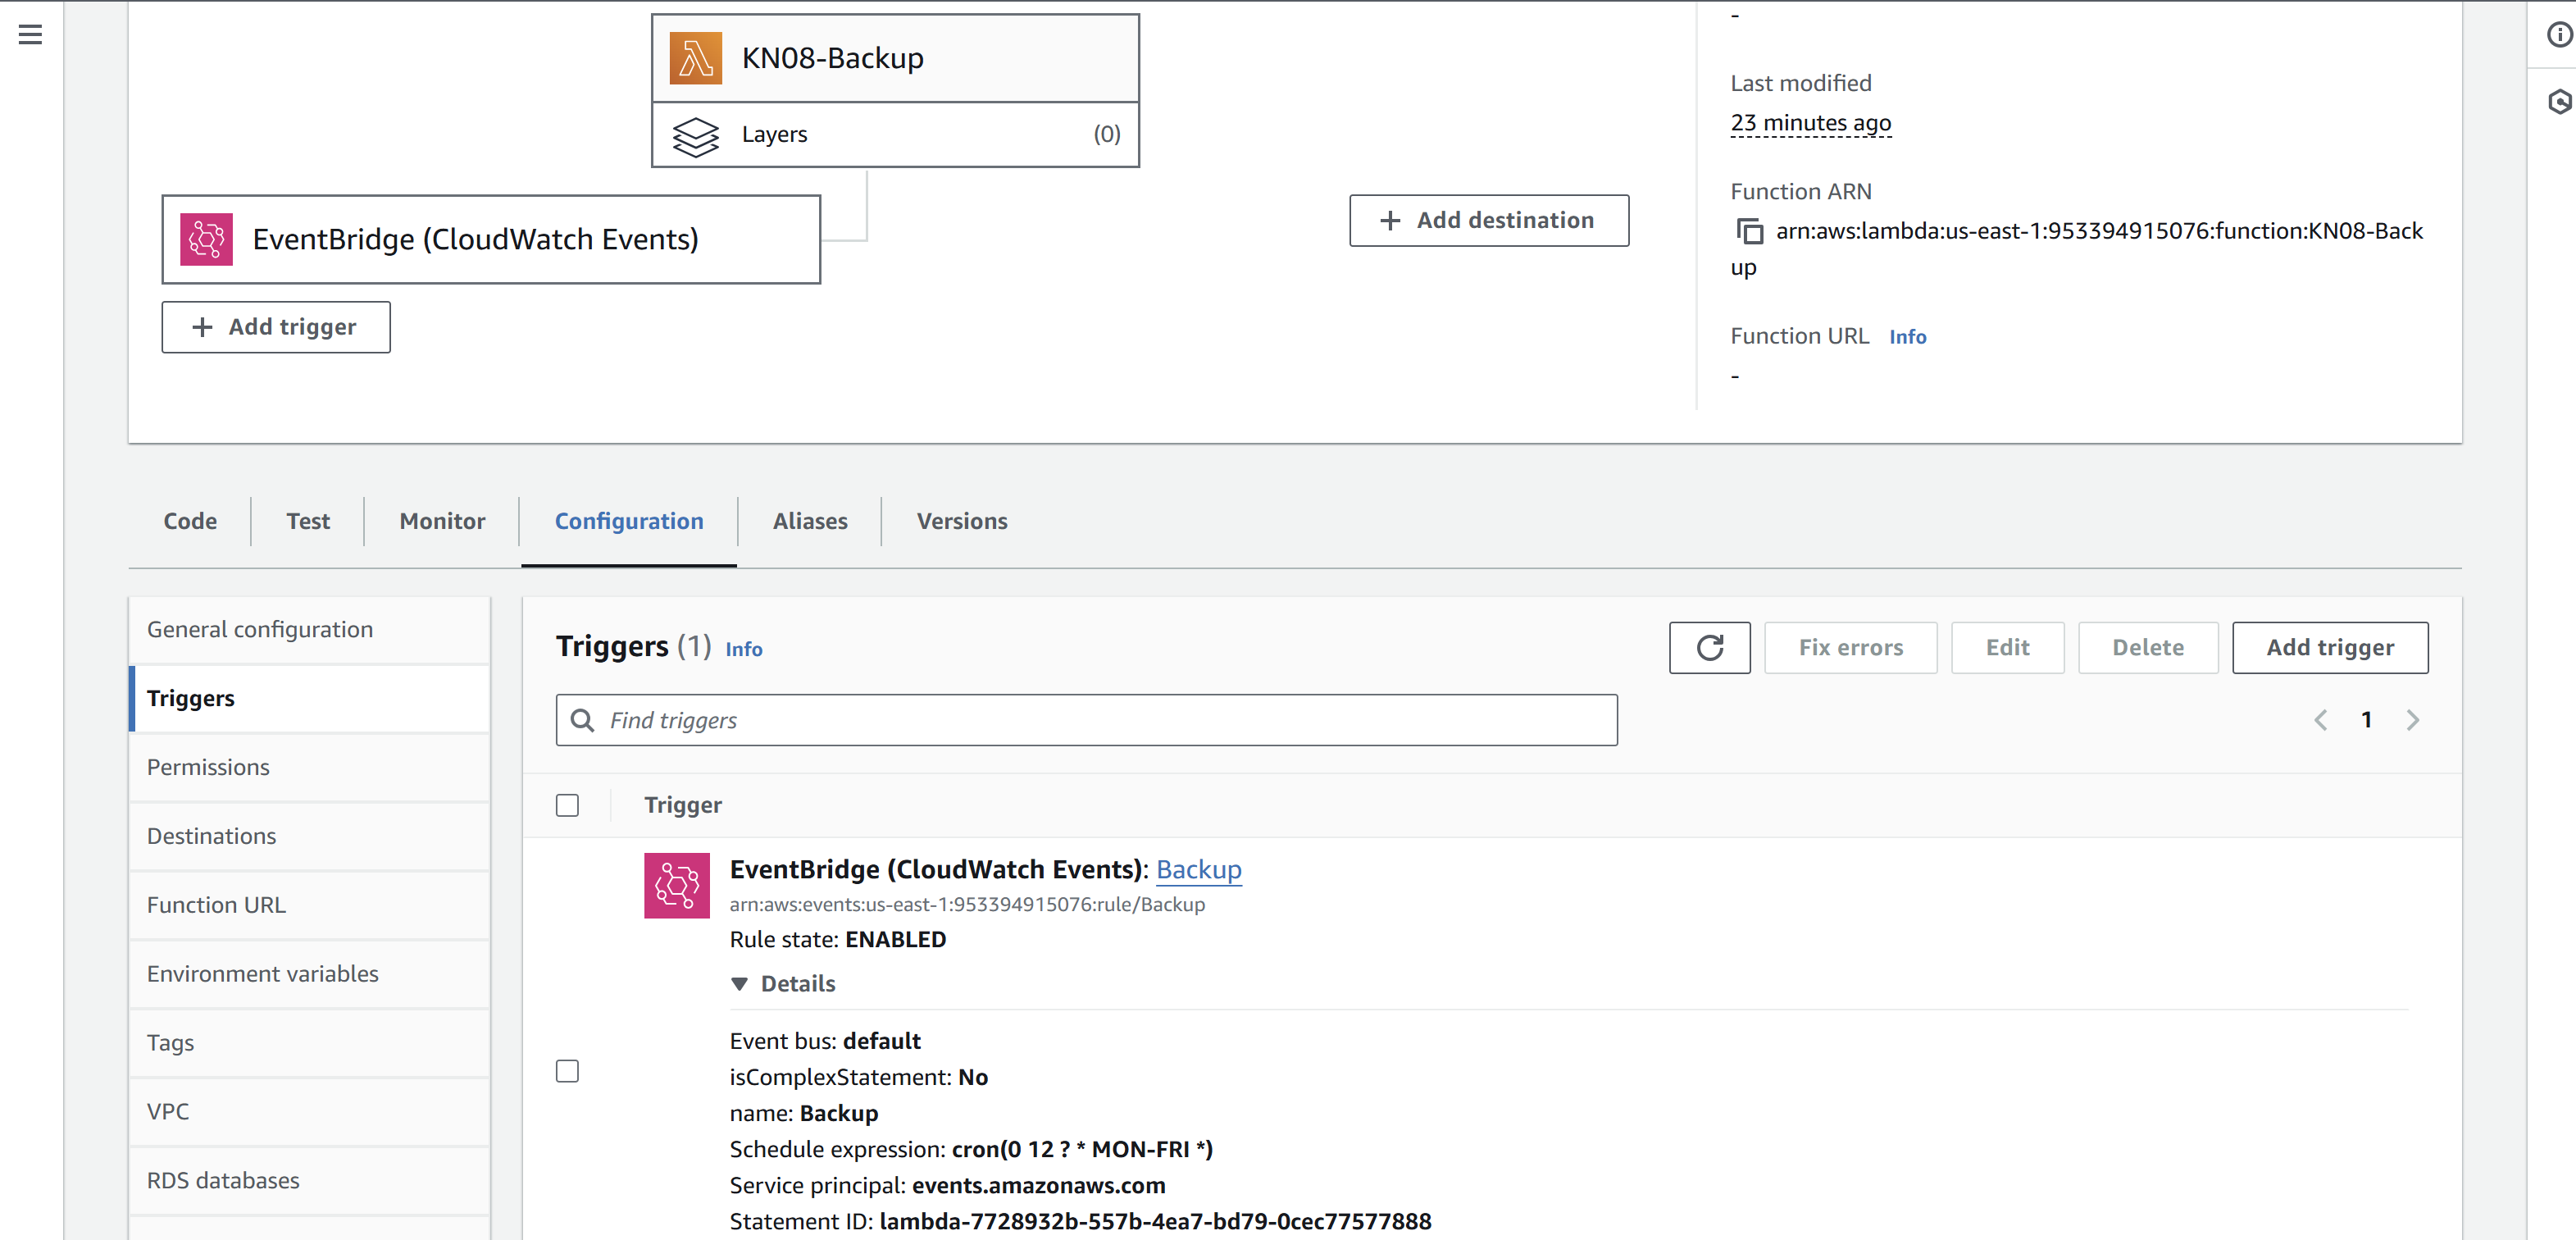 KN08-Backup
Layers (0)
EventBridge (CloudWatch Events)
+ Add trigger
+ Add destination
-
Last modified
23 minutes ago
Function ARN
arn:aws:lambda:us-east-1:953394915076:function:KN08-Back
up
Function URL Info
-
Code Test Monitor Configuration Aliases Versions
General configuration
Triggers
Permissions
Destinations
Function URL
Environment variables
Tags
VPC
RDS databases
Triggers (1) Info
Fix errors Edit Delete Add trigger
Find triggers
1
Trigger
EventBridge (CloudWatch Events): Backup
arn:aws:events:us-east-1:953394915076:rule/Backup
Rule state: ENABLED
Details
Event bus: default
isComplexStatement: No
name: Backup
Schedule expression: cron(0 12 ? * MON-FRI *)
Service principal: events.amazonaws.com
Statement ID: lambda-7728932b-557b-4ea7-bd79-0cec77577888